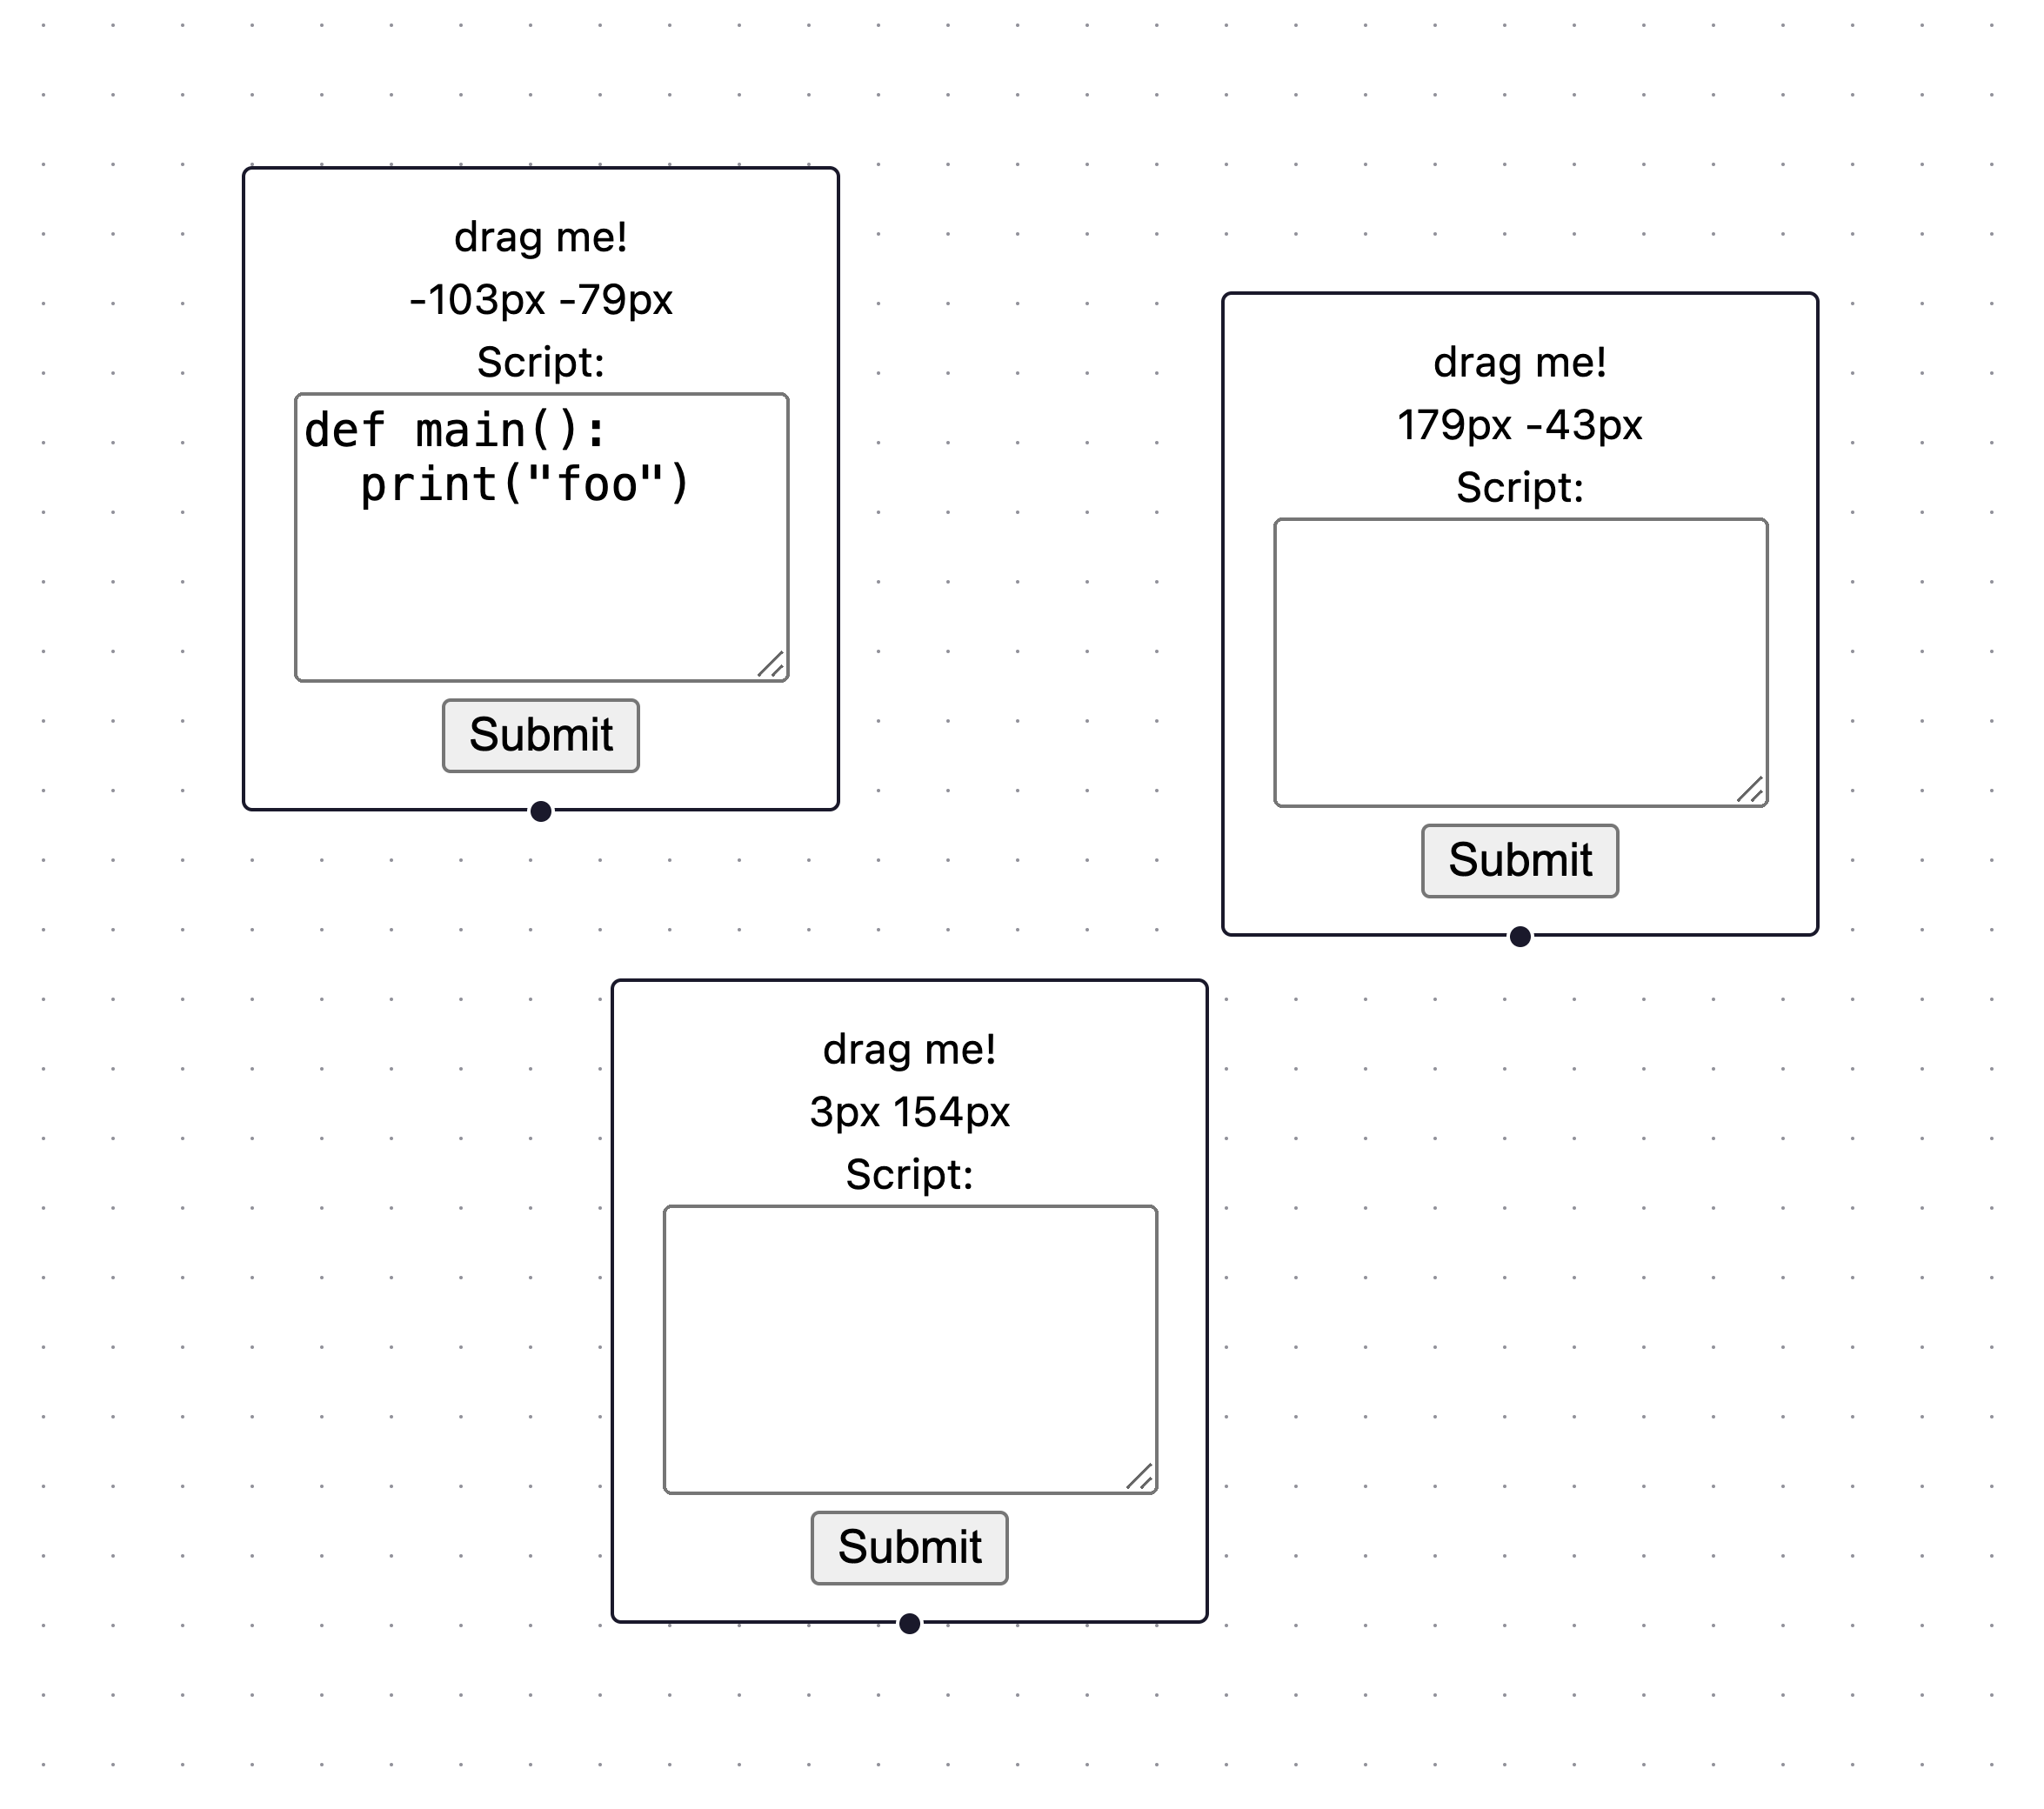 drag me!
-103px -79px
Script:
def main():
  print("foo")
Submit
drag me!
179px -43px
Script:
Submit
drag me!
3px 154px
Script:
Submit